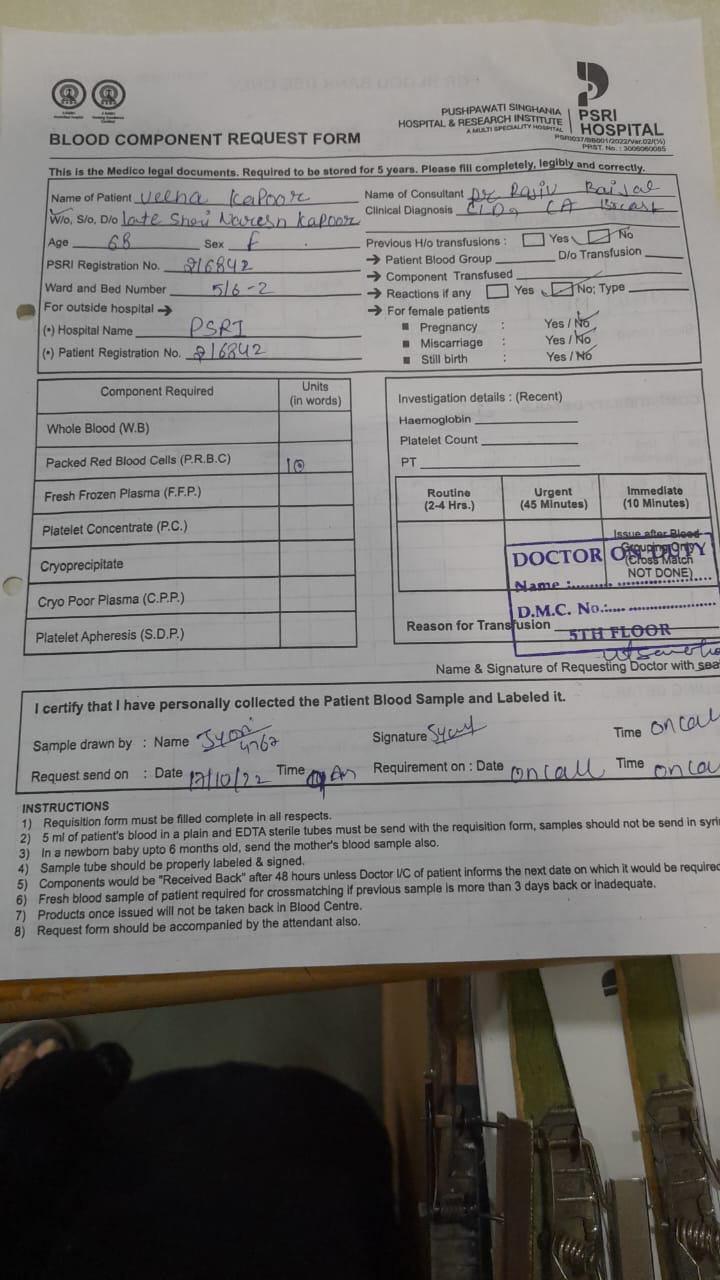 PUSHPAWATI SINGHANIA
HOSPITAL & RESEARCH INSTITUTE
A MULTI SPECIALITY HOSPITAL
PSRI
HOSPITAL
PSRI/037/BB001/2022/Ver.02/(½)
PRST. No. : 3006060085
BLOOD COMPONENT REQUEST FORM
This is the Medico legal documents. Required to be stored for 5 years. Please fill completely, legibly and correctly.
Name of Patient Veena Kapoor
W/o, S/o, D/o late Shri Naresh Kapoor
Age 68 Sex F
PSRI Registration No. 216842
Ward and Bed Number 5/6-2
For outside hospital →
(•) Hospital Name PSRI
(•) Patient Registration No. 216842
Name of Consultant Dr Rajiv Baijal
Clinical Diagnosis CLD, CA Breast
Previous H/o transfusions : Yes No
→ Patient Blood Group D/o Transfusion
→ Component Transfused
→ Reactions if any Yes No; Type
→ For female patients
■ Pregnancy : Yes / No
■ Miscarriage : Yes / No
■ Still birth : Yes / No
Component Required Units (in words)
Whole Blood (W.B)
Packed Red Blood Cells (P.R.B.C)
Fresh Frozen Plasma (F.F.P.)
Platelet Concentrate (P.C.)
Cryoprecipitate
Cryo Poor Plasma (C.P.P.)
Platelet Apheresis (S.D.P.)
Investigation details : (Recent)
Haemoglobin
Platelet Count
PT
Routine (2-4 Hrs.) Urgent (45 Minutes) Immediate (10 Minutes)
Issue after Blood
Grouping Only
(Cross Match
NOT DONE)
DOCTOR ON DUTY
Name :
D.M.C. No.:
5TH FLOOR
Reason for Transfusion
Name & Signature of Requesting Doctor with sea
I certify that I have personally collected the Patient Blood Sample and Labeled it.
Sample drawn by : Name Jyoti 4767 Signature Time on call
Request send on : Date 17/10/22 Time Requirement on : Date on call Time on ca
INSTRUCTIONS
1) Requisition form must be filled complete in all respects.
2) 5 ml of patient's blood in a plain and EDTA sterile tubes must be send with the requisition form, samples should not be send in syri
3) In a newborn baby upto 6 months old, send the mother's blood sample also.
4) Sample tube should be properly labeled & signed.
5) Components would be "Received Back" after 48 hours unless Doctor I/C of patient informs the next date on which it would be require
6) Fresh blood sample of patient required for crossmatching if previous sample is more than 3 days back or inadequate.
7) Products once issued will not be taken back in Blood Centre.
8) Request form should be accompanied by the attendant also.